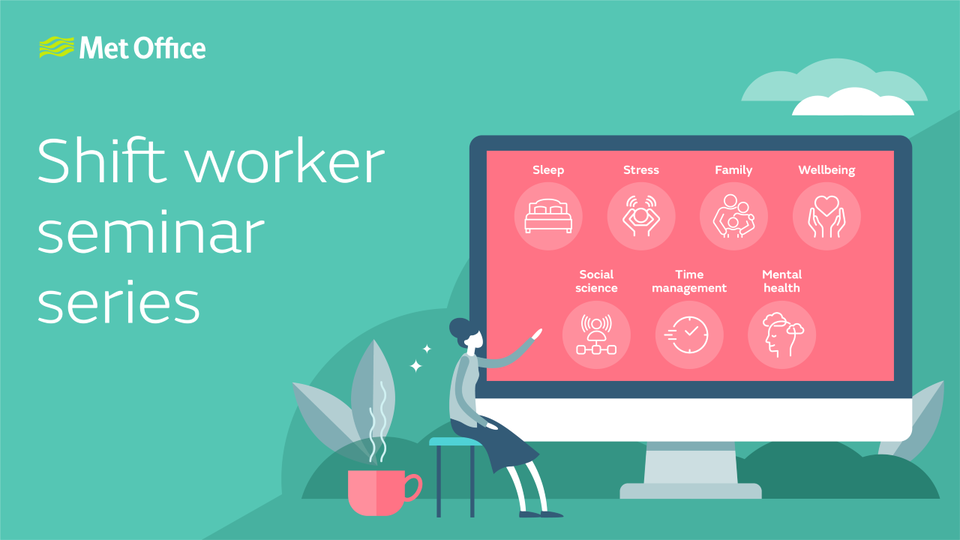 Met Office
Shift worker
seminar
series
Sleep
Stress
Family
Wellbeing
Social
science
Time
management
Mental
health